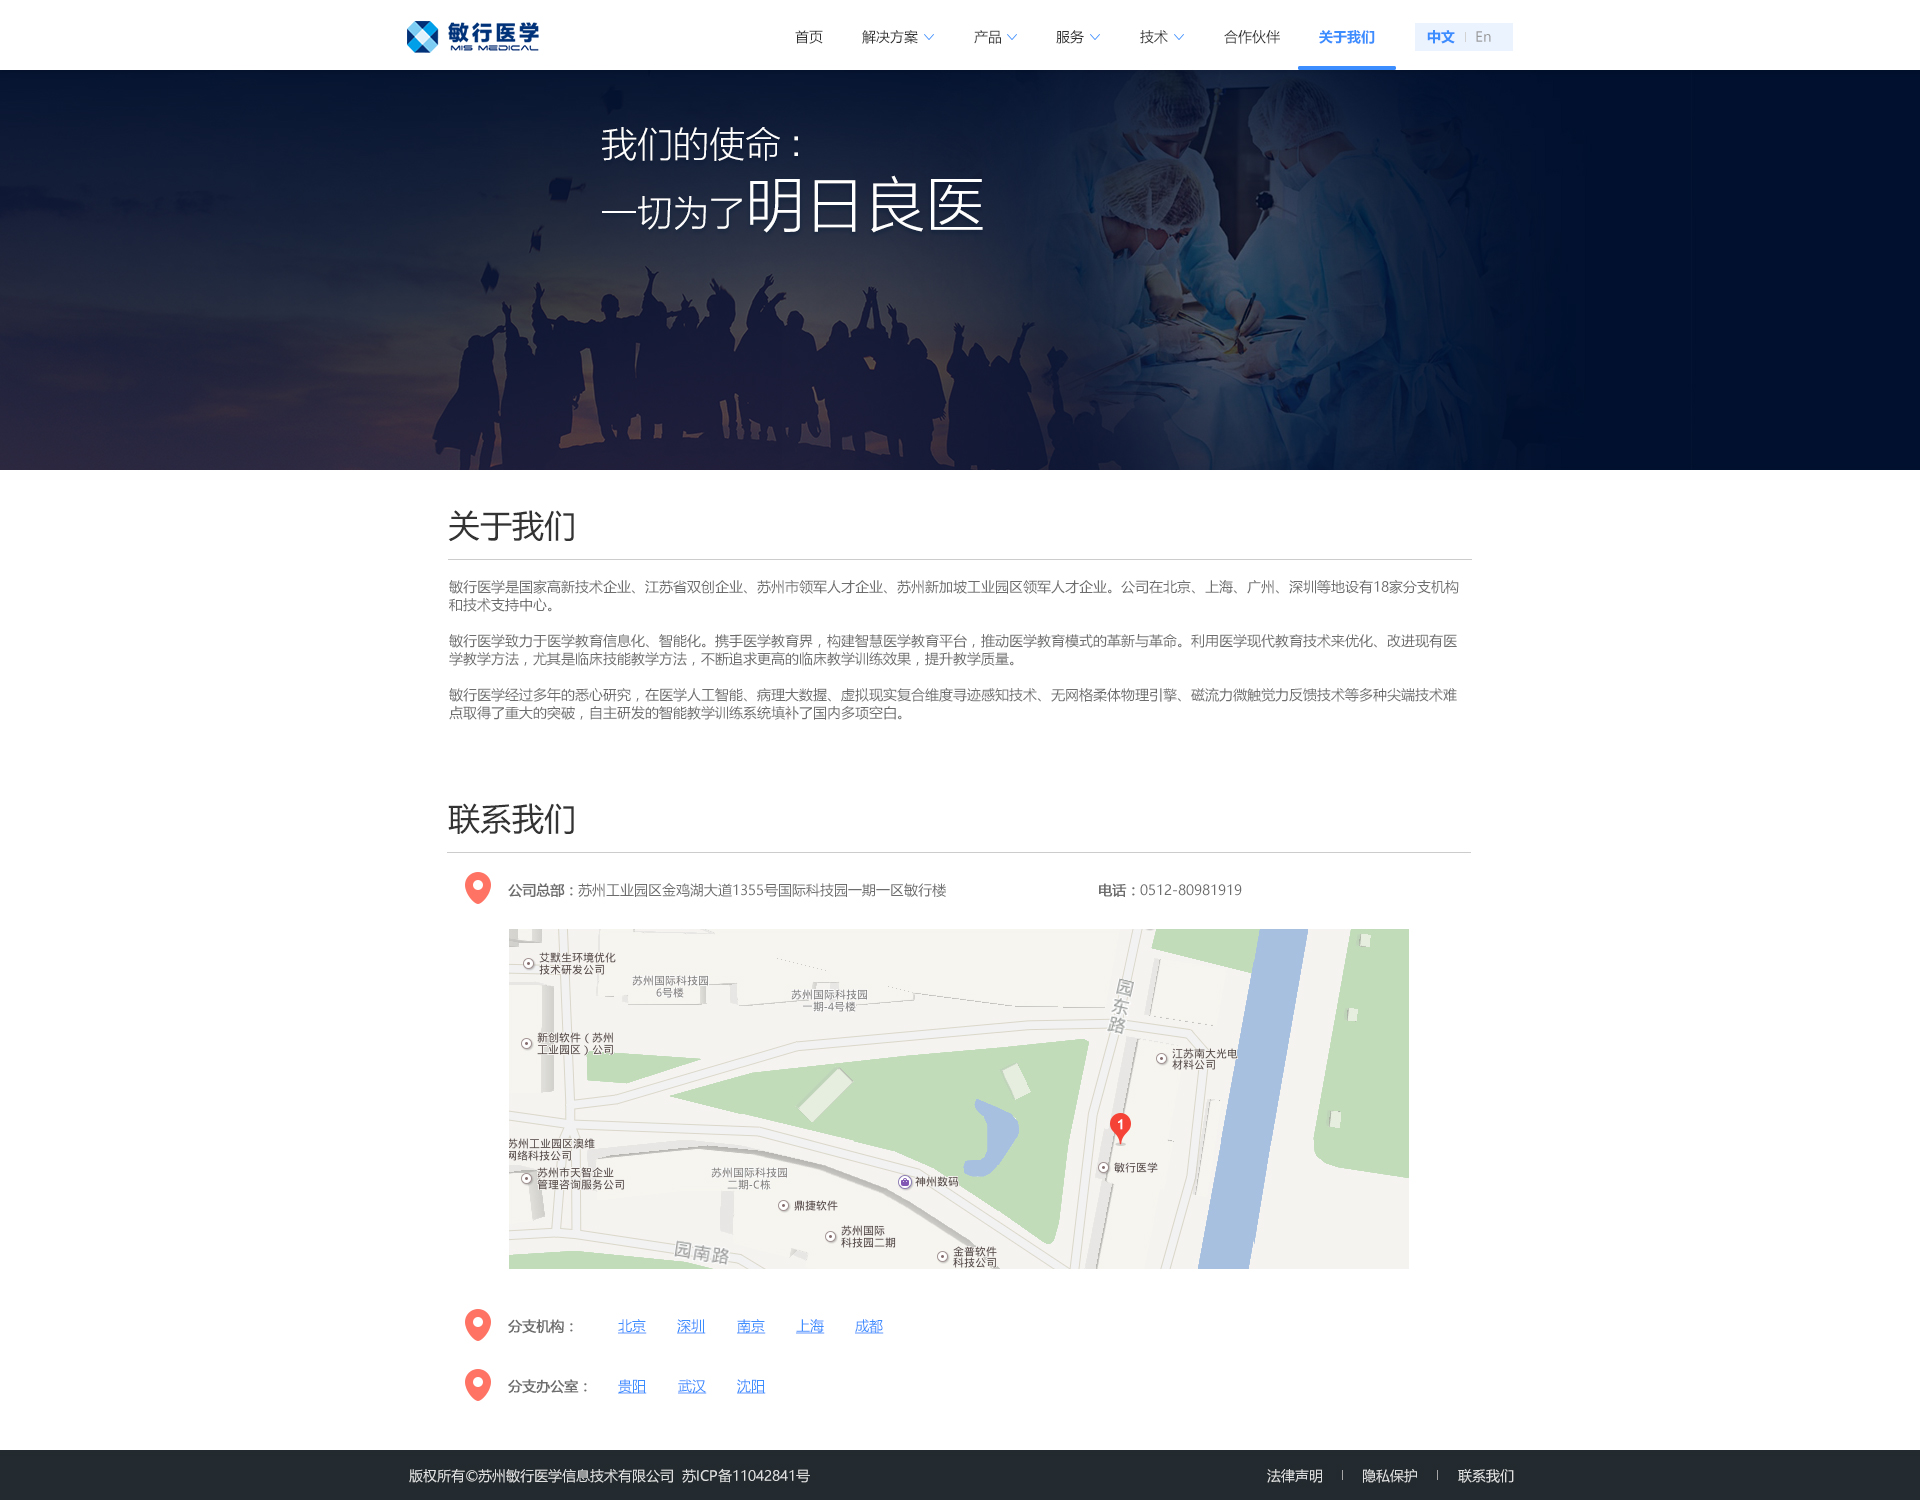 敏行医学
MIS MEDICAL
首页 解决方案 产品 服务 技术 合作伙伴 关于我们 中文 En
我们的使命：
一切为了明日良医
关于我们
敏行医学是国家高新技术企业、江苏省双创企业、苏州市领军人才企业、苏州新加坡工业园区领军人才企业。公司在北京、上海、广州、深圳等地设有18家分支机构
和技术支持中心。
敏行医学致力于医学教育信息化、智能化。携手医学教育界，构建智慧医学教育平台，推动医学教育模式的革新与革命。利用医学现代教育技术来优化、改进现有医
学教学方法，尤其是临床技能教学方法，不断追求更高的临床教学训练效果，提升教学质量。
敏行医学经过多年的悉心研究，在医学人工智能、病理大数握、虚拟现实复合维度寻迹感知技术、无网格柔体物理引擎、磁流力微触觉力反馈技术等多种尖端技术难
点取得了重大的突破，自主研发的智能教学训练系统填补了国内多项空白。
联系我们
公司总部：苏州工业园区金鸡湖大道1355号国际科技园一期一区敏行楼 电话：0512-80981919
艾默生环境优化
技术研发公司
苏州国际科技园
6号楼
苏州国际科技园
一期-4号楼
园东路
新创软件（苏州
工业园区）公司
江苏南大光电
材料公司
1
敏行医学
苏州工业园区澳维
网络科技公司
苏州市天智企业
管理咨询服务公司
苏州国际科技园
二期-C栋
神州数码
鼎捷软件
苏州国际
科技园二期
园南路
金普软件
科技公司
分支机构： 北京 深圳 南京 上海 成都
分支办公室： 贵阳 武汉 沈阳
版权所有©苏州敏行医学信息技术有限公司 苏ICP备11042841号 法律声明 隐私保护 联系我们